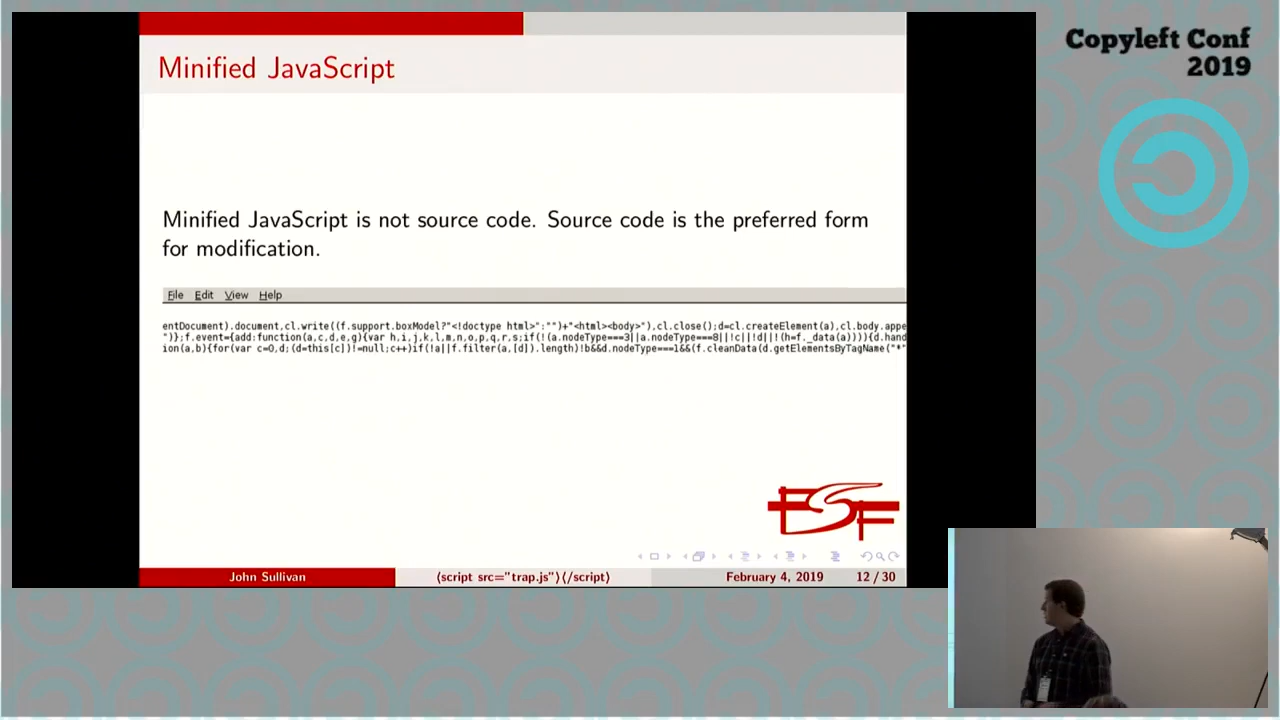 Copyleft Conf
2019
Minified JavaScript
Minified JavaScript is not source code. Source code is the preferred form
for modification.
File Edit View Help
entDocument).document,cl.write((f.support.boxModel?"<!doctype html>":"")+"<html><body>"),cl.close();d=cl.createElement(a),cl.body.appe
")};f.event={add:function(a,c,d,e,g){var h,i,j,k,l,m,n,o,p,q,r,s;if(!(a.nodeType===3||a.nodeType===8||!c||!d||!(h=f._data(a)))){d.hand
ion(a,b){for(var c=0,d;(d=this[c])!=null;c++)if(!a||f.filter(a,[d]).length)!b&&d.nodeType===1&&(f.cleanData(d.getElementsByTagName("*"
FSF
John Sullivan ⟨script src="trap.js"⟩⟨/script⟩ February 4, 2019 12 / 30